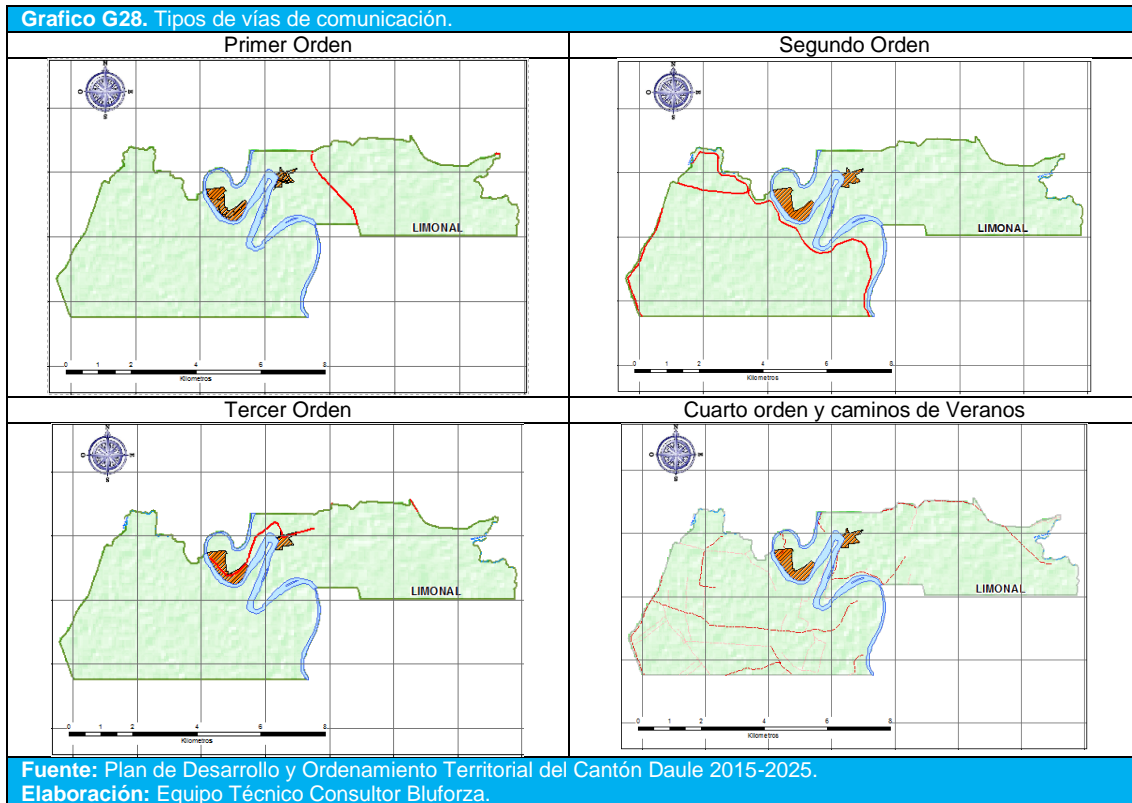 Grafico G28. Tipos de vías de comunicación.
Primer Orden
Segundo Orden
N
O
E
S
LIMONAL
0 1 2 4 6 8
Kilometros
N
O
E
S
LIMONAL
0 1 2 4 6 8
Kilometros
Tercer Orden
Cuarto orden y caminos de Veranos
N
O
E
S
LIMONAL
0 1 2 4 6 8
Kilometros
N
O
E
S
LIMONAL
0 1 2 4 6 8
Kilometros
Fuente: Plan de Desarrollo y Ordenamiento Territorial del Cantón Daule 2015-2025.
Elaboración: Equipo Técnico Consultor Bluforza.